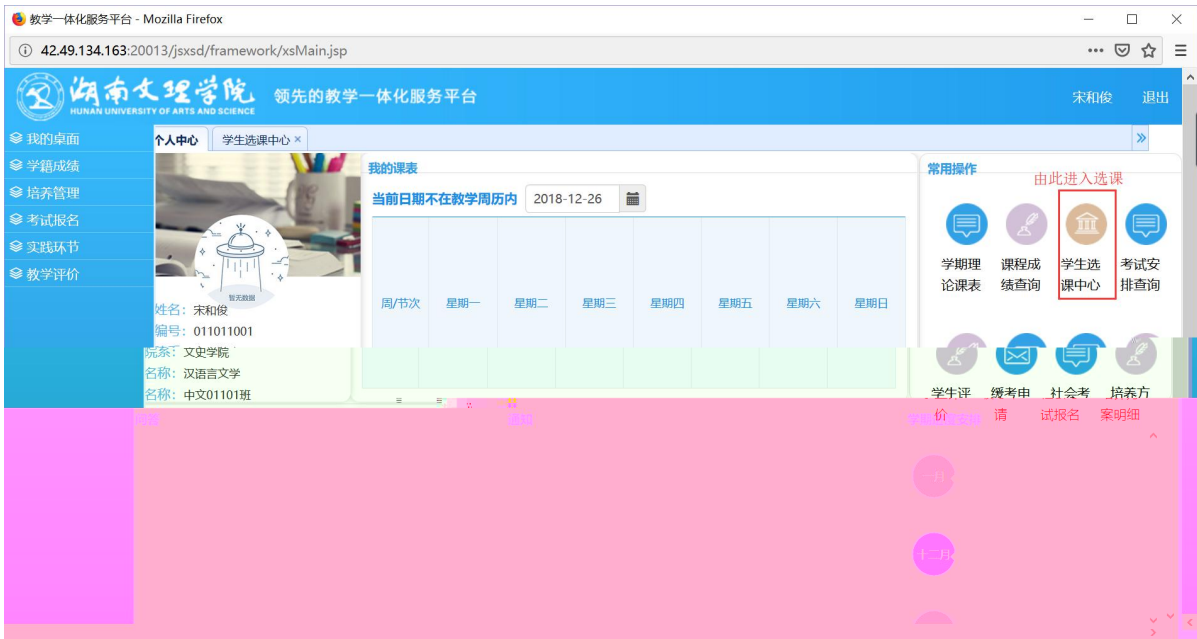 教学一体化服务平台 - Mozilla Firefox
42.49.134.163:20013/jsxsd/framework/xsMain.jsp
湖南文理学院
HUNAN UNIVERSITY OF ARTS AND SCIENCE
领先的教学一体化服务平台
宋和俊 退出
我的桌面
学籍成绩
培养管理
考试报名
实践环节
教学评价
个人中心 学生选课中心 ×
暂无数据
姓名: 宋和俊
编号: 011011001
院系: 文史学院
名称: 汉语言文学
名称: 中文01101班
我的课表
当前日期不在教学周历内 2018-12-26
周/节次 星期一 星期二 星期三 星期四 星期五 星期六 星期日
常用操作
由此进入选课
学期理论课表
课程成绩查询
学生选课中心
考试安排查询
学生评价
缓考申请
社会考试报名
培养方案明细
通知
一月
十二月